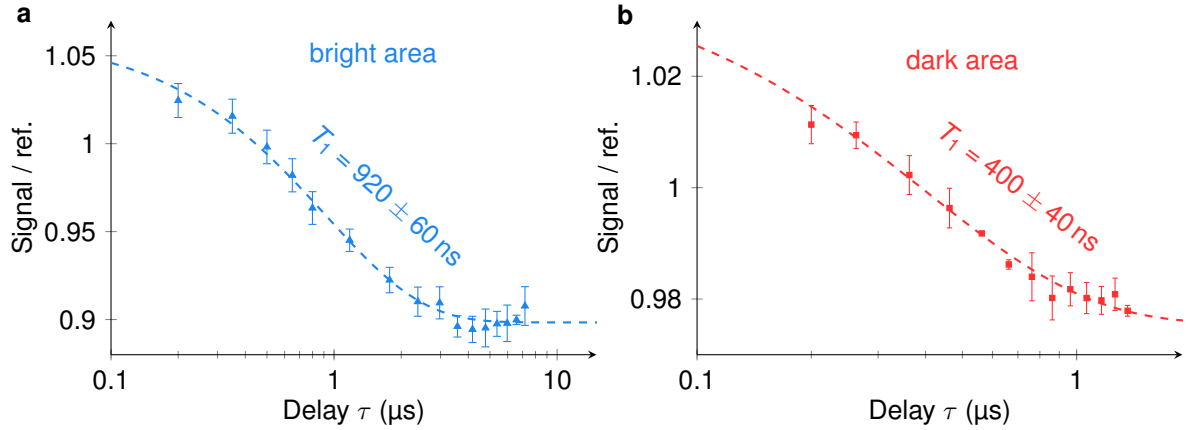 a
bright area
1.05
1
0.95
0.9
Signal / ref.
T₁ = 920 ± 60 ns
0.1
1
10
Delay τ (µs)
b
dark area
1.02
1
0.98
Signal / ref.
T₁ = 400 ± 40 ns
0.1
1
Delay τ (µs)